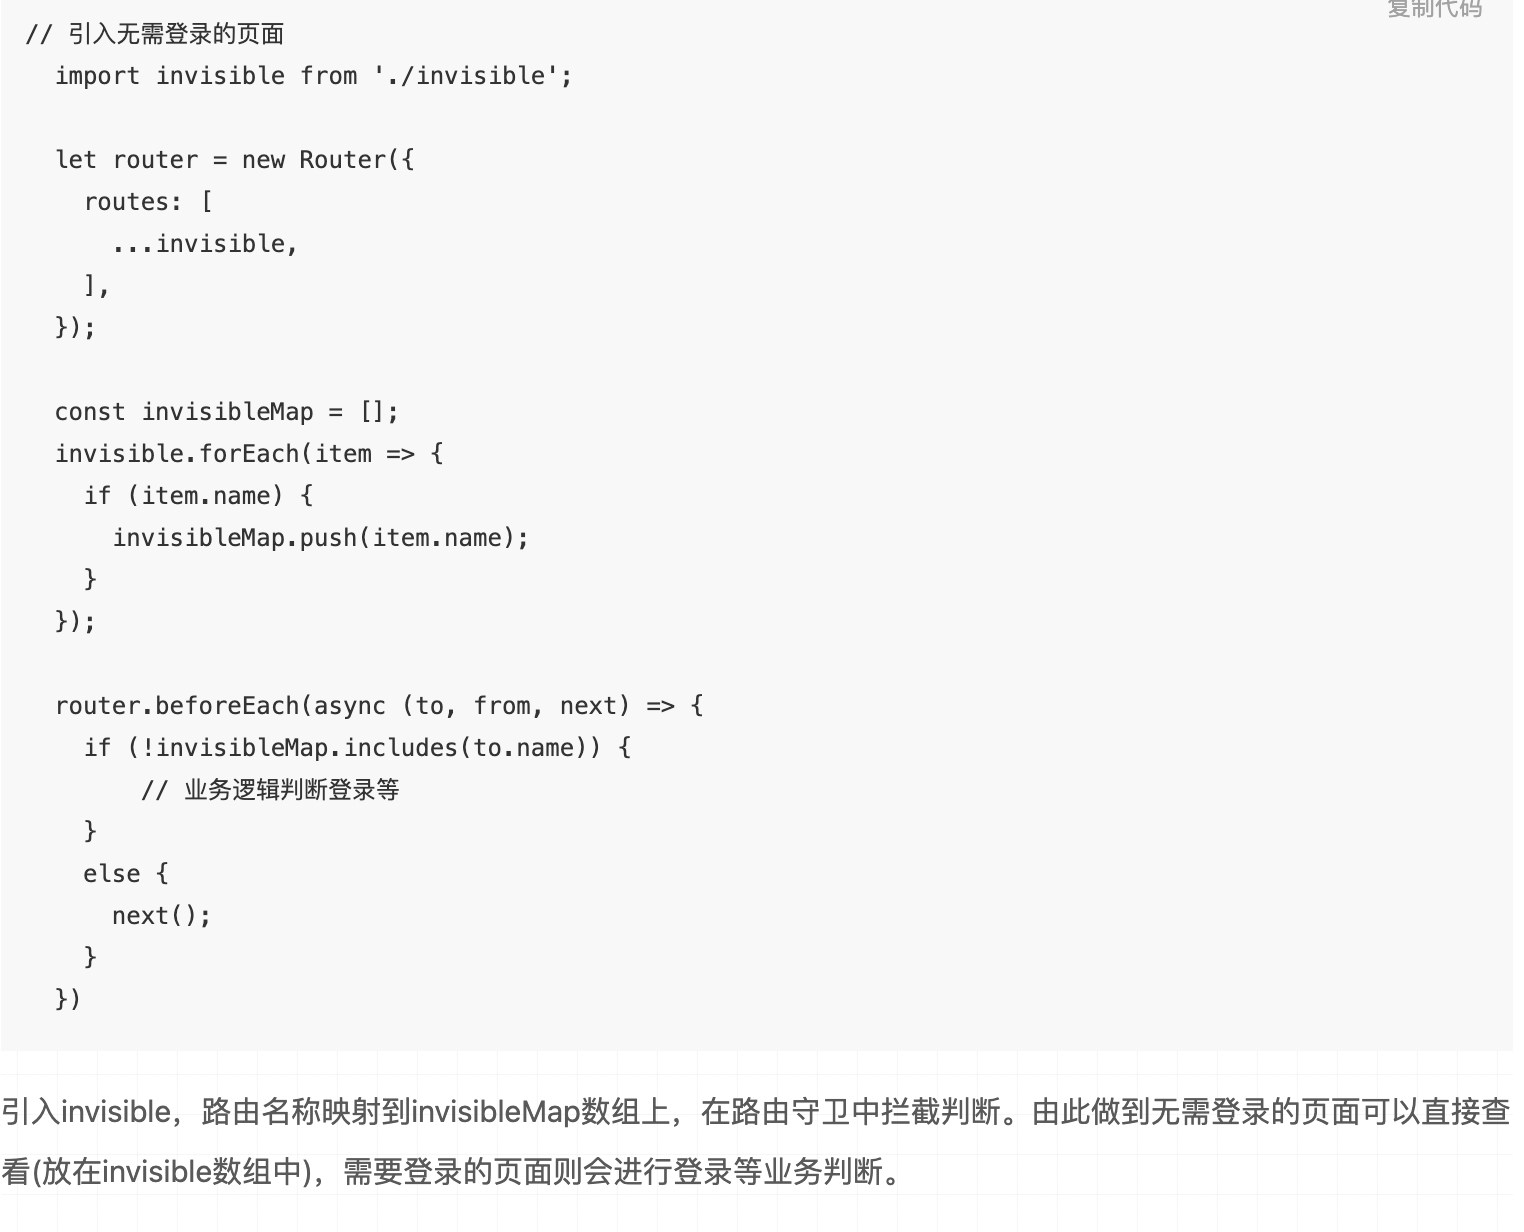 复制代码
// 引入无需登录的页面
  import invisible from './invisible';

  let router = new Router({
    routes: [
      ...invisible,
    ],
  });

  const invisibleMap = [];
  invisible.forEach(item => {
    if (item.name) {
      invisibleMap.push(item.name);
    }
  });

  router.beforeEach(async (to, from, next) => {
    if (!invisibleMap.includes(to.name)) {
        // 业务逻辑判断登录等
    }
    else {
      next();
    }
  })
引入invisible，路由名称映射到invisibleMap数组上，在路由守卫中拦截判断。由此做到无需登录的页面可以直接查
看(放在invisible数组中)，需要登录的页面则会进行登录等业务判断。